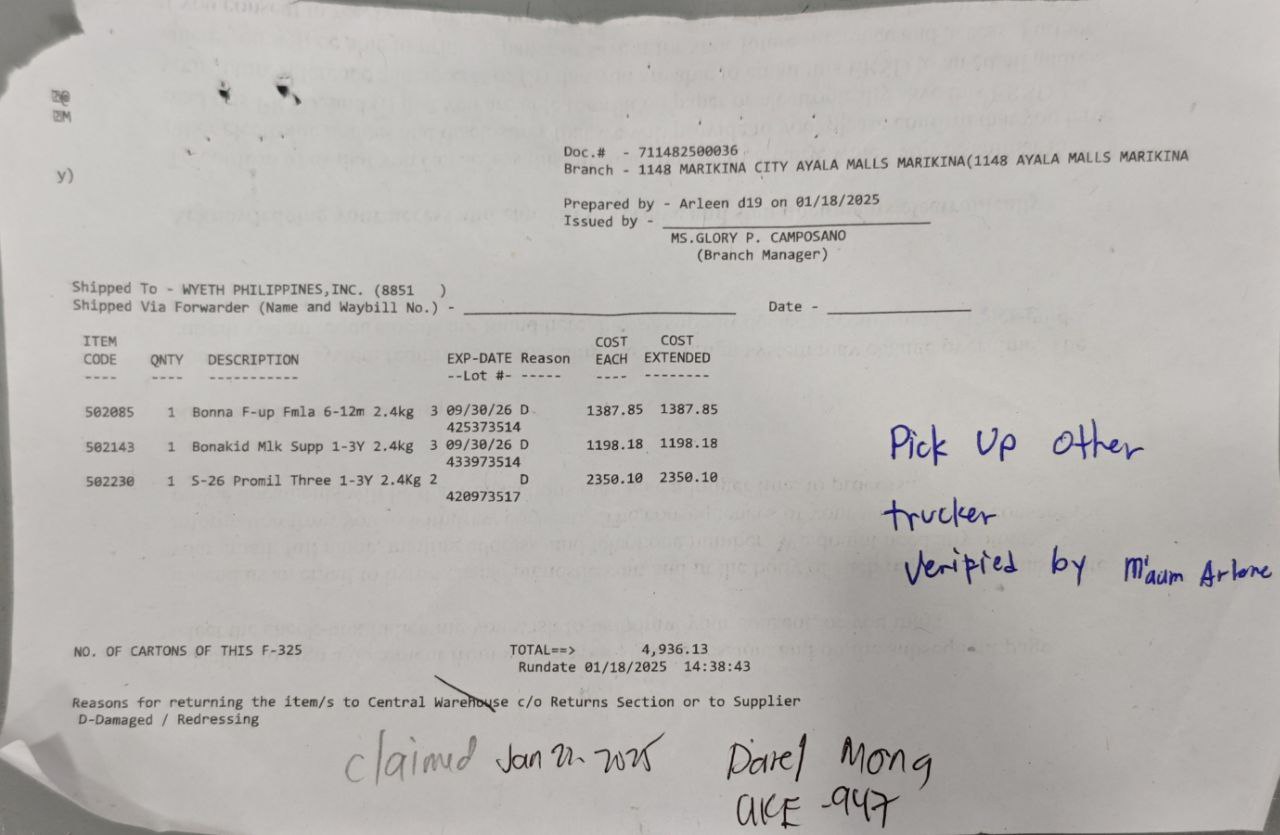 y)
Doc.# - 711482500036
Branch - 1148 MARIKINA CITY AYALA MALLS MARIKINA(1148 AYALA MALLS MARIKINA
Prepared by - Arleen d19 on 01/18/2025
Issued by -
MS.GLORY P. CAMPOSANO
(Branch Manager)
Shipped To - WYETH PHILIPPINES,INC. (8851 )
Shipped Via Forwarder (Name and Waybill No.) - Date -
ITEM COST COST
CODE QNTY DESCRIPTION EXP-DATE Reason EACH EXTENDED
---- ---- ----------- --Lot #- ----- ---- --------
502085 1 Bonna F-up Fmla 6-12m 2.4kg 3 09/30/26 D 1387.85 1387.85
425373514
502143 1 Bonakid Mlk Supp 1-3Y 2.4kg 3 09/30/26 D 1198.18 1198.18
433973514
502230 1 S-26 Promil Three 1-3Y 2.4Kg 2 D 2350.10 2350.10
420973517
Pick Up Other
trucker
Veripied by M'aam Arlene
NO. OF CARTONS OF THIS F-325 TOTAL==> 4,936.13
Rundate 01/18/2025 14:38:43
Reasons for returning the item/s to Central Warehouse c/o Returns Section or to Supplier
D-Damaged / Redressing
claimed Jan 22 2025 Darel Mong
UKE -947